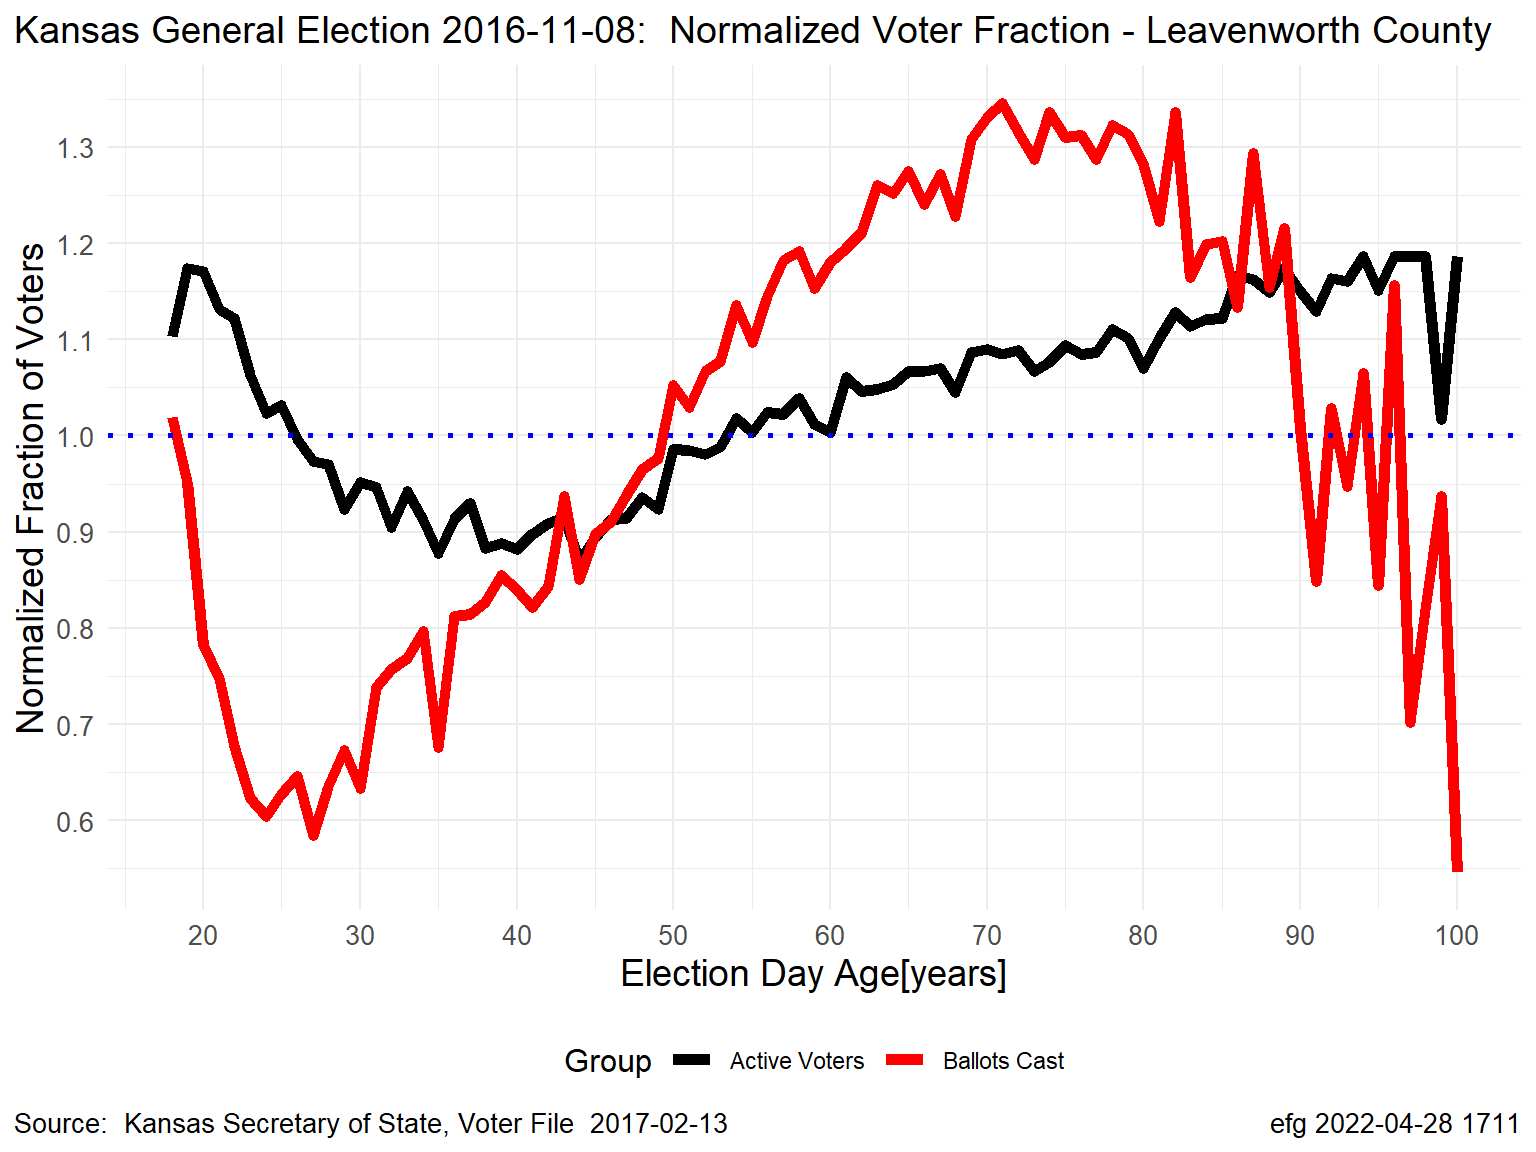 Kansas General Election 2016-11-08:  Normalized Voter Fraction - Leavenworth County
Normalized Fraction of Voters
1.3
1.2
1.1
1.0
0.9
0.8
0.7
0.6
20 30 40 50 60 70 80 90 100
Election Day Age[years]
Group Active Voters Ballots Cast
Source:  Kansas Secretary of State, Voter File  2017-02-13
efg 2022-04-28 1711